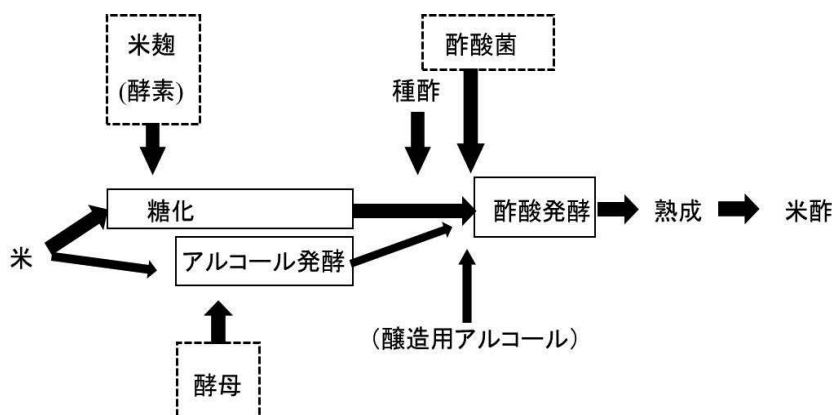 米麹
(酵素)
酢酸菌
種酢
糖化
酢酸発酵
熟成
米酢
米
アルコール発酵
(醸造用アルコール)
酵母